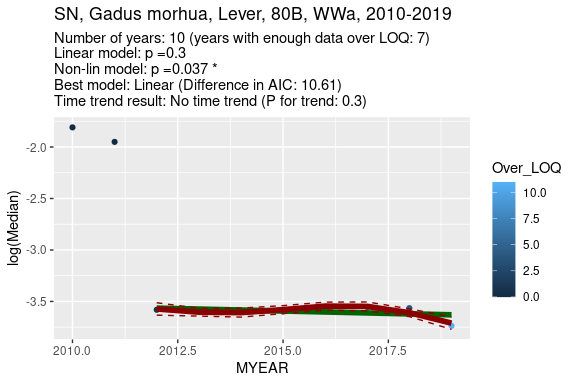 SN, Gadus morhua, Lever, 80B, WWa, 2010-2019
Number of years: 10 (years with enough data over LOQ: 7)
Linear model: p =0.3
Non-lin model: p =0.037 *
Best model: Linear (Difference in AIC: 10.61)
Time trend result: No time trend (P for trend: 0.3)
log(Median)
-2.0
-2.5
-3.0
-3.5
2010.0
2012.5
2015.0
2017.5
MYEAR
Over_LOQ
10.0
7.5
5.0
2.5
0.0